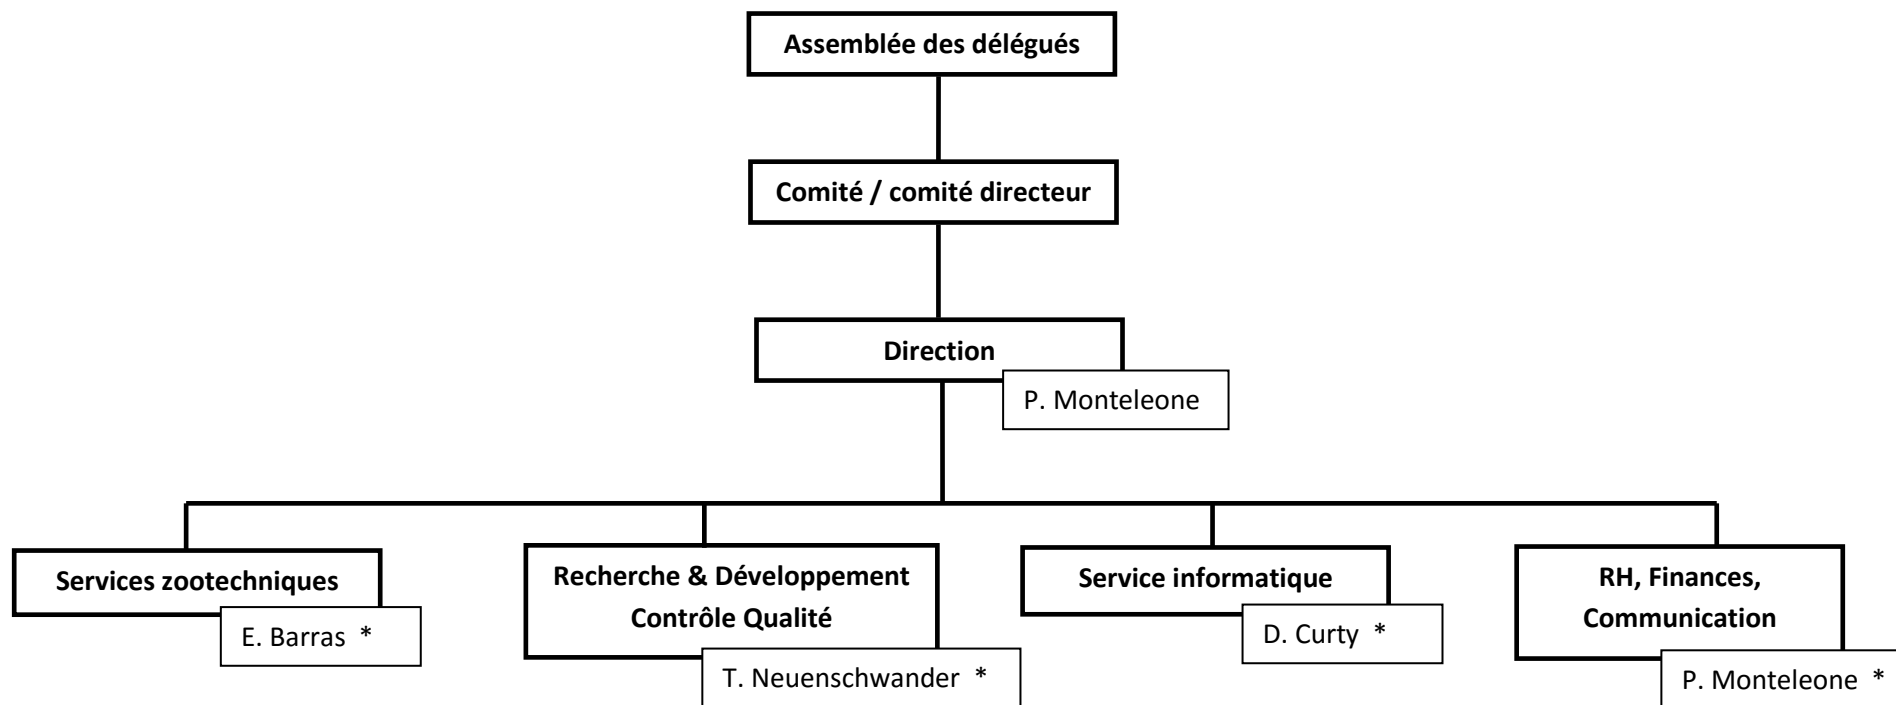 Assemblée des délégués
Comité / comité directeur
Direction
P. Monteleone
Services zootechniques
E. Barras *
Recherche & Développement
Contrôle Qualité
T. Neuenschwander *
Service informatique
D. Curty *
RH, Finances,
Communication
P. Monteleone *